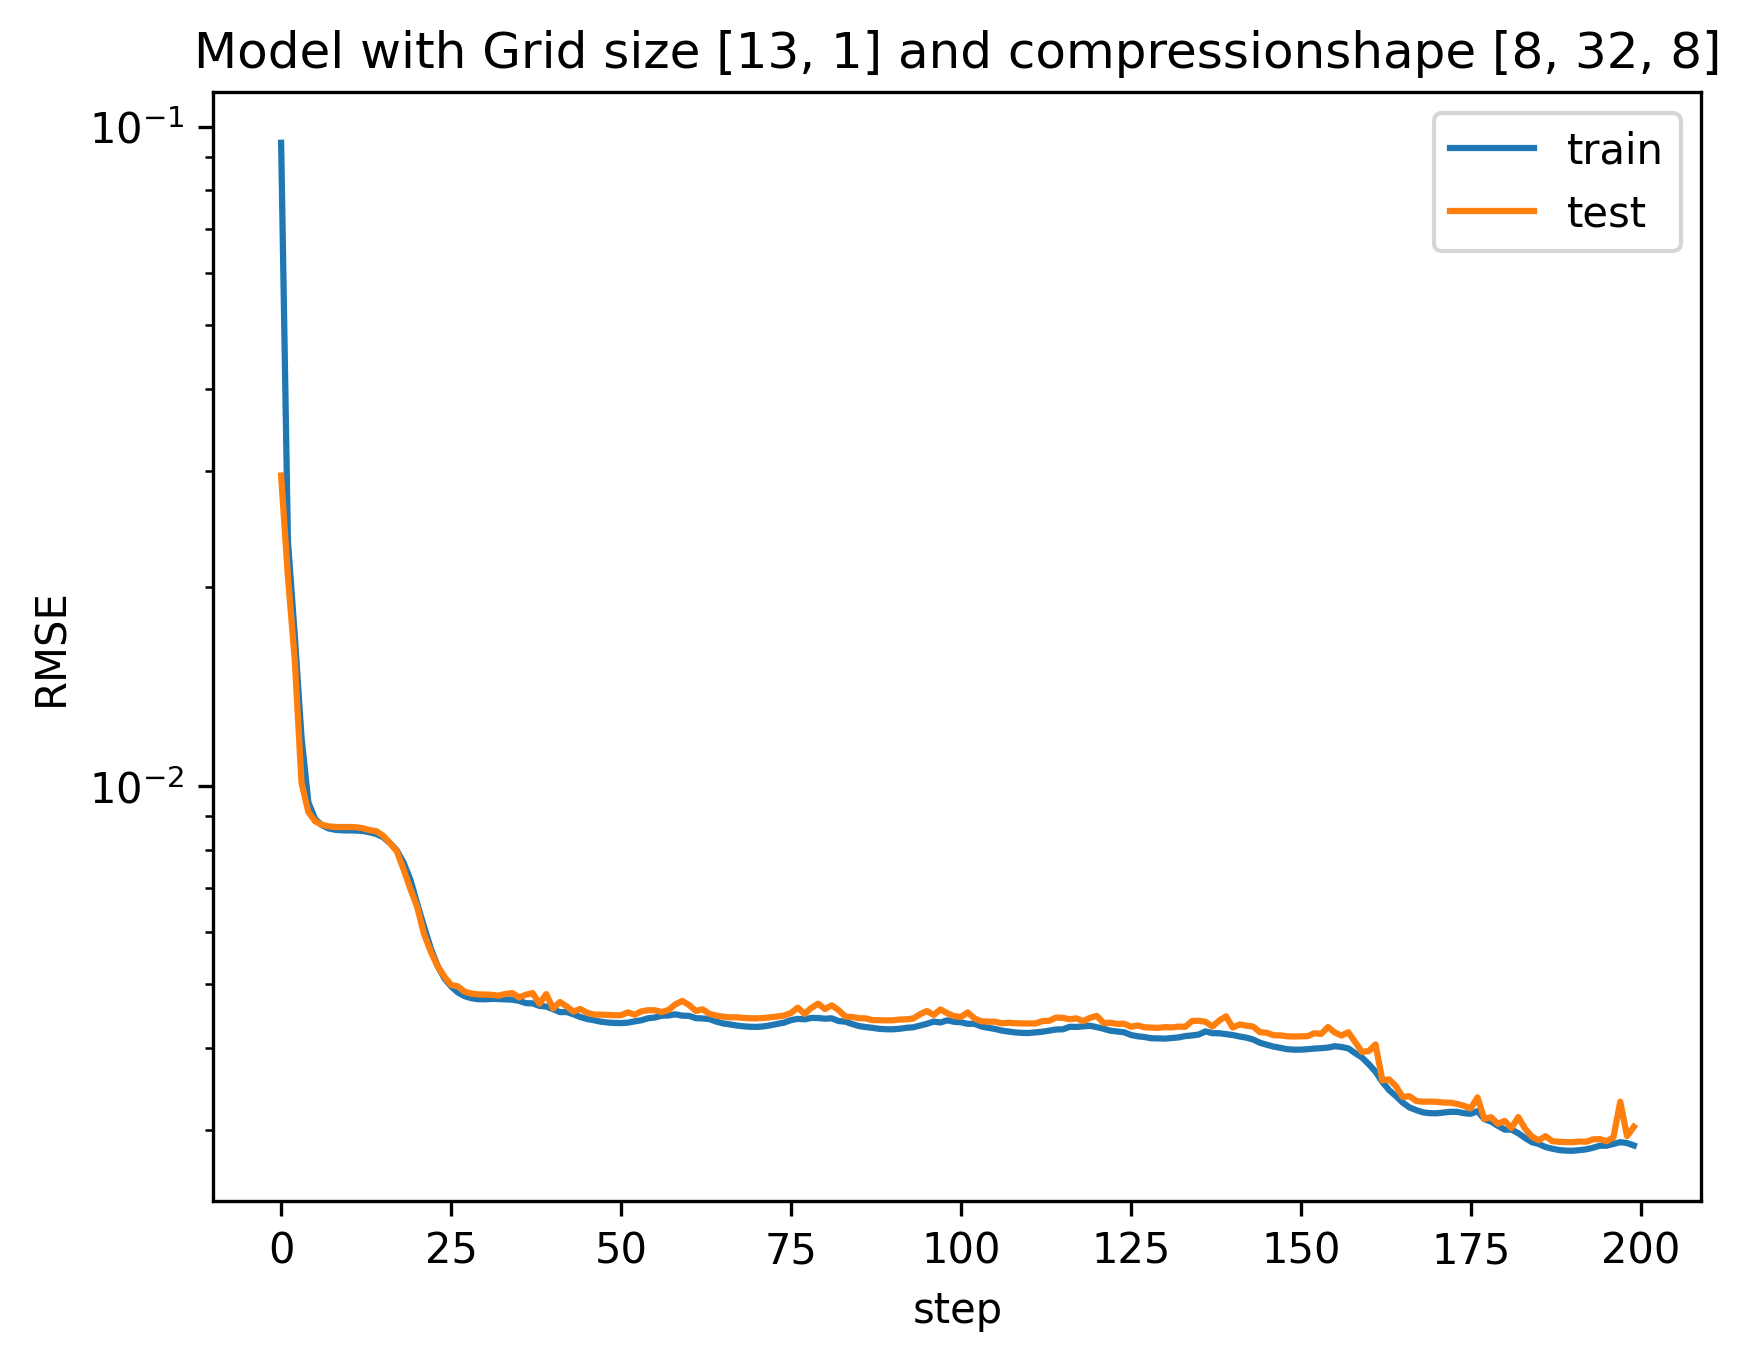 Model with Grid size [13, 1] and compressionshape [8, 32, 8]
10⁻¹
10⁻²
RMSE
train
test
0 25 50 75 100 125 150 175 200
step